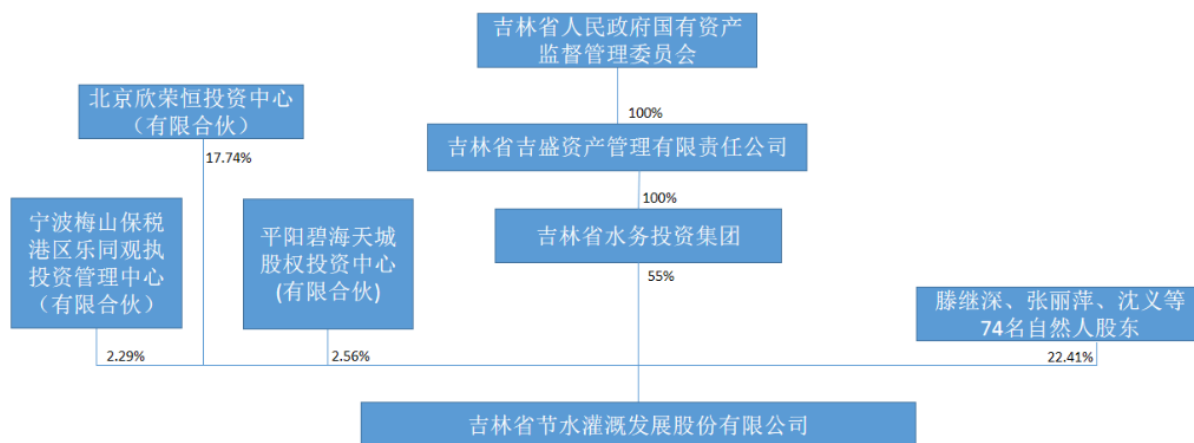 吉林省人民政府国有资产
监督管理委员会
100%
北京欣荣恒投资中心
（有限合伙）
17.74%
吉林省吉盛资产管理有限责任公司
100%
宁波梅山保税
港区乐同观执
投资管理中心
（有限合伙）
2.29%
平阳碧海天城
股权投资中心
(有限合伙)
2.56%
吉林省水务投资集团
55%
滕继深、张丽萍、沈义等
74名自然人股东
22.41%
吉林省节水灌溉发展股份有限公司